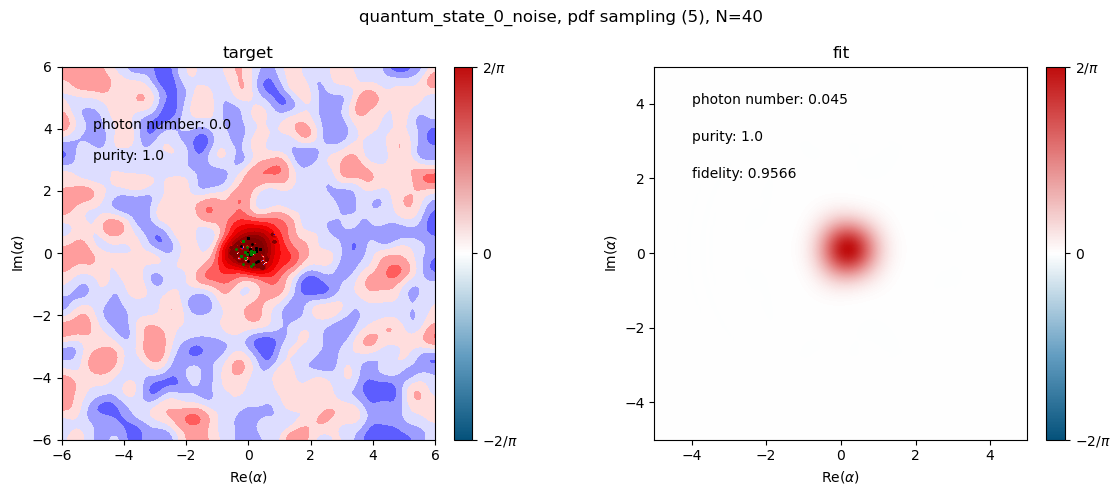 quantum_state_0_noise, pdf sampling (5), N=40
target
photon number: 0.0
purity: 1.0
6
4
2
0
−2
−4
−6
−6
−4
−2
0
2
4
6
Im(α)
Re(α)
2/π
0
−2/π
fit
photon number: 0.045
purity: 1.0
fidelity: 0.9566
4
2
0
−2
−4
−4
−2
0
2
4
Im(α)
Re(α)
2/π
0
−2/π